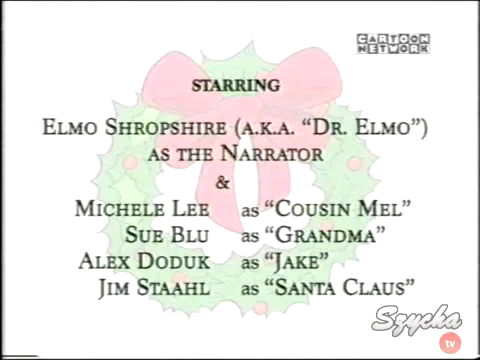 CARTOON
NETWORK
STARRING
ELMO SHROPSHIRE (A.K.A. “DR. ELMO”)
AS THE NARRATOR
&
MICHELE LEE as “COUSIN MEL”
SUE BLU as “GRANDMA”
ALEX DODUK as “JAKE”
JIM STAAHL as “SANTA CLAUS”
Szycha
tv